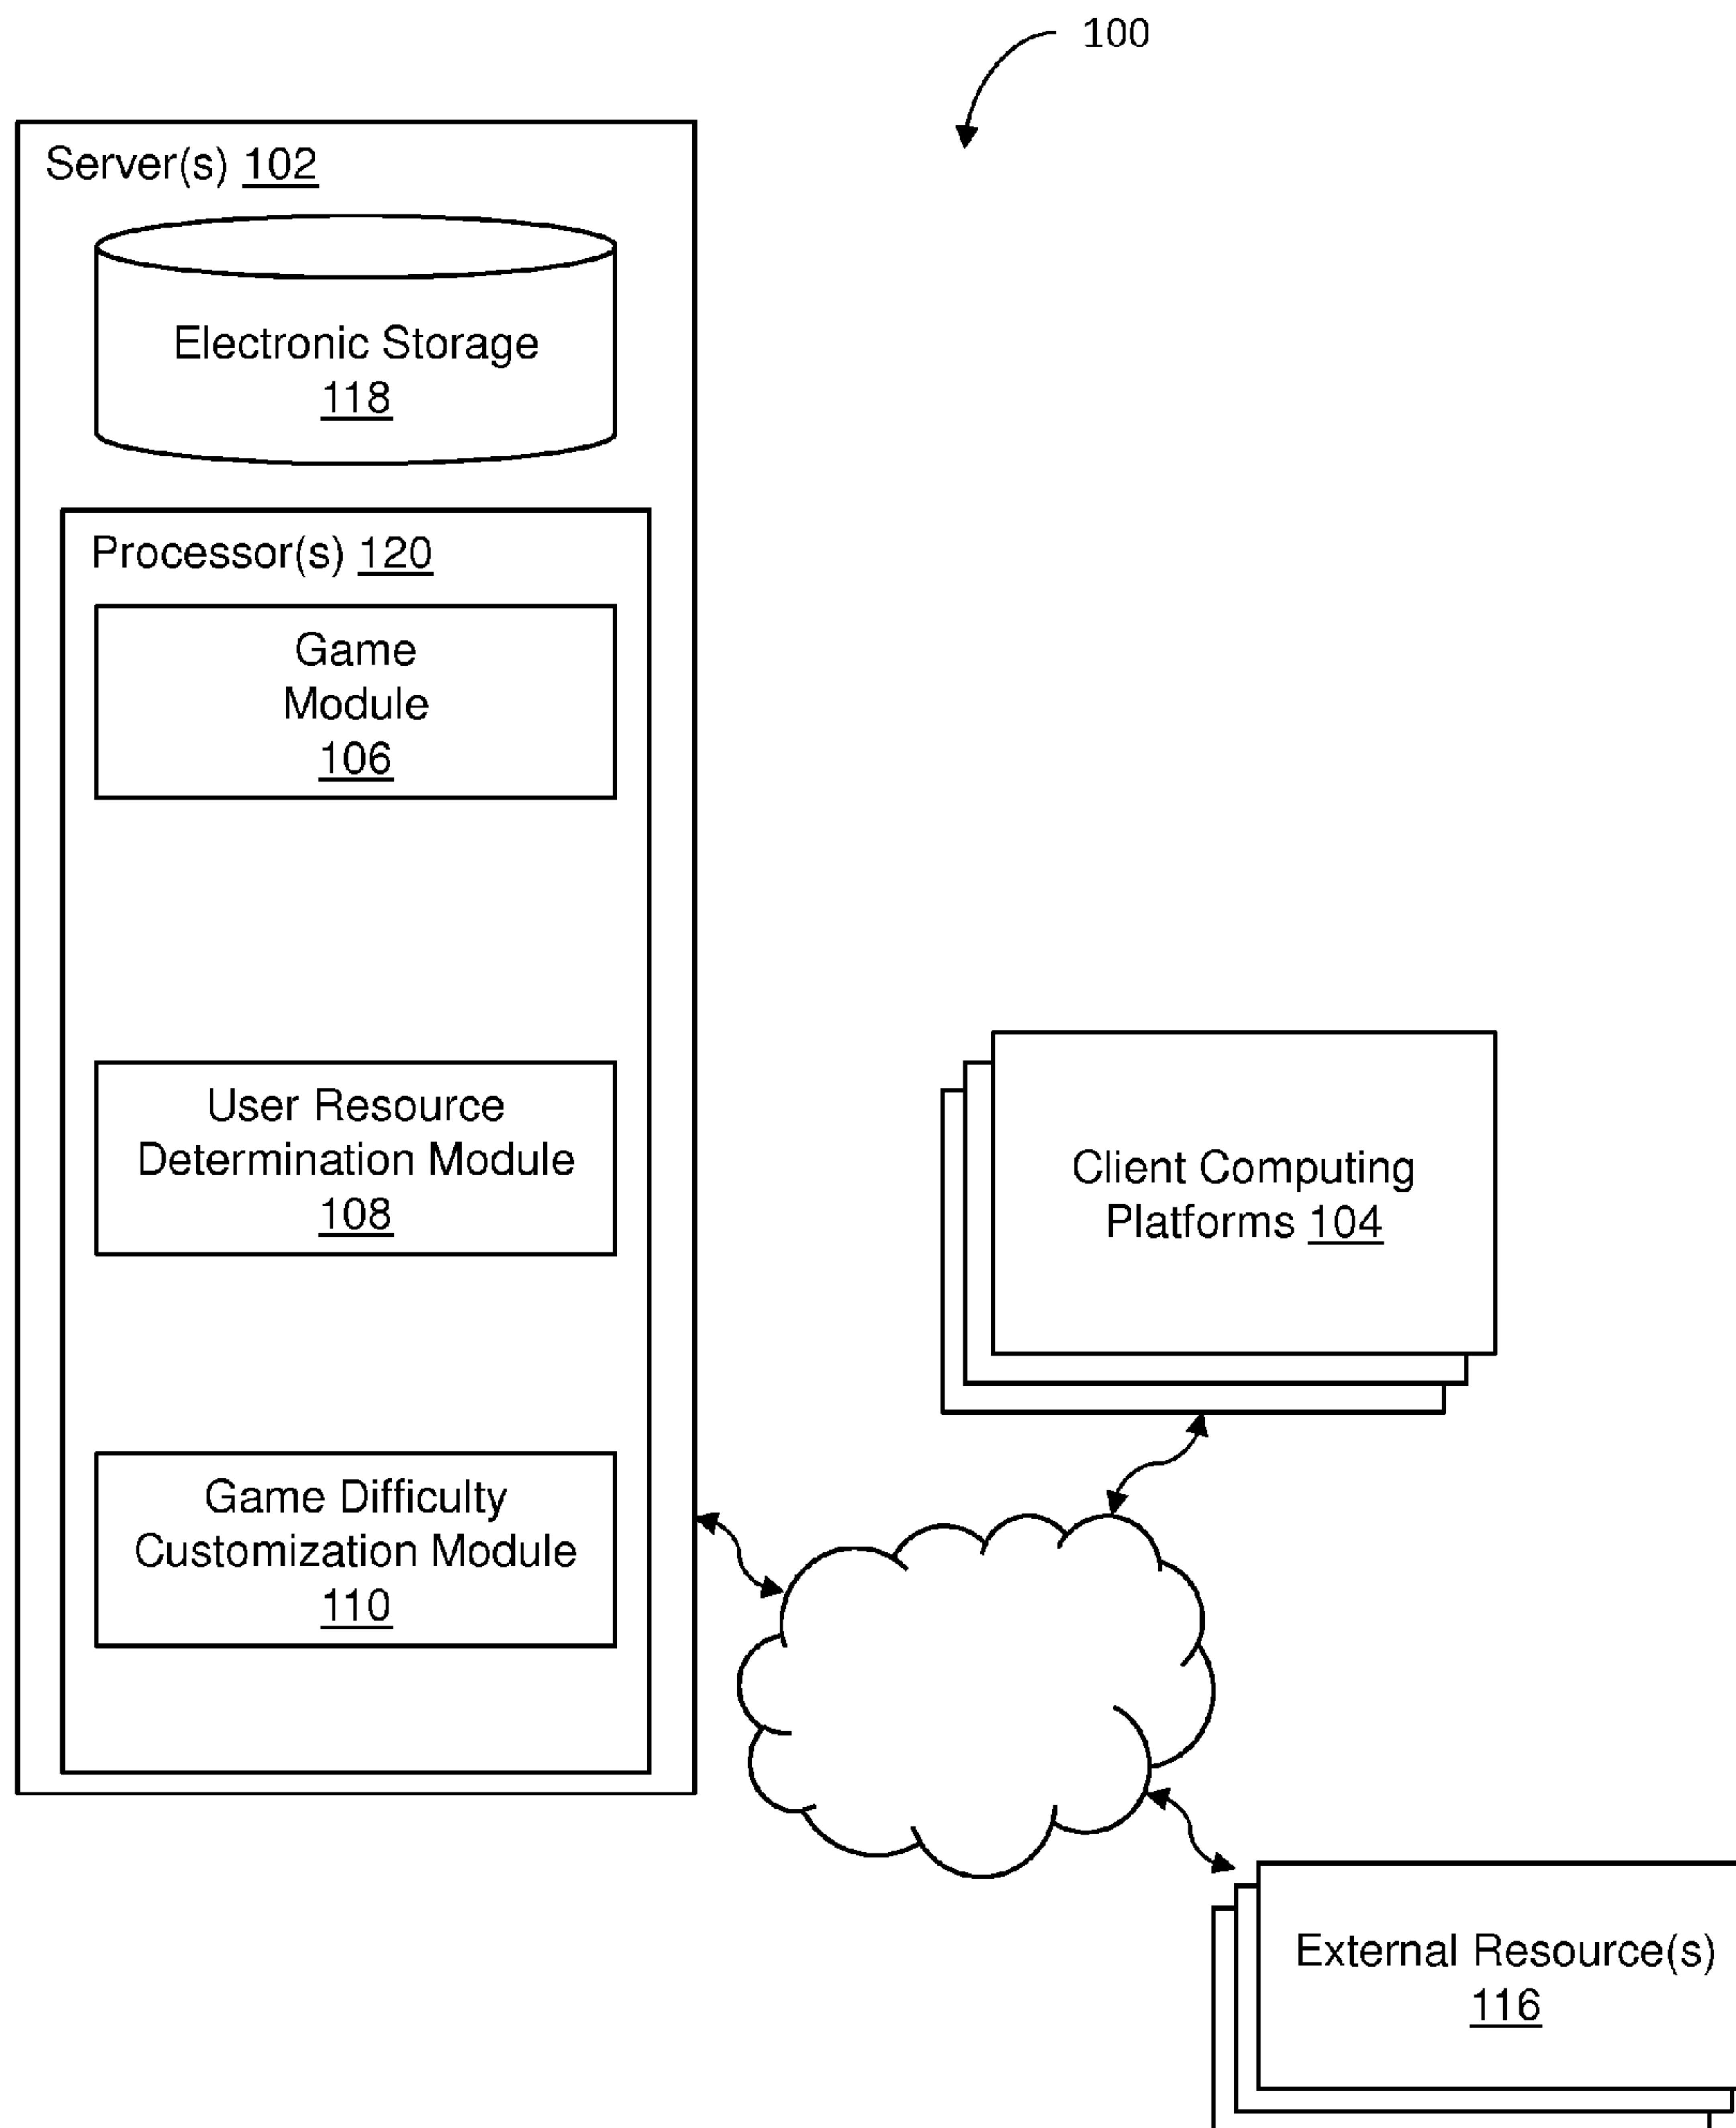 100
Server(s) 102
Electronic Storage
118
Processor(s) 120
Game
Module
106
User Resource
Determination Module
108
Client Computing
Platforms 104
Game Difficulty
Customization Module
110
External Resource(s)
116